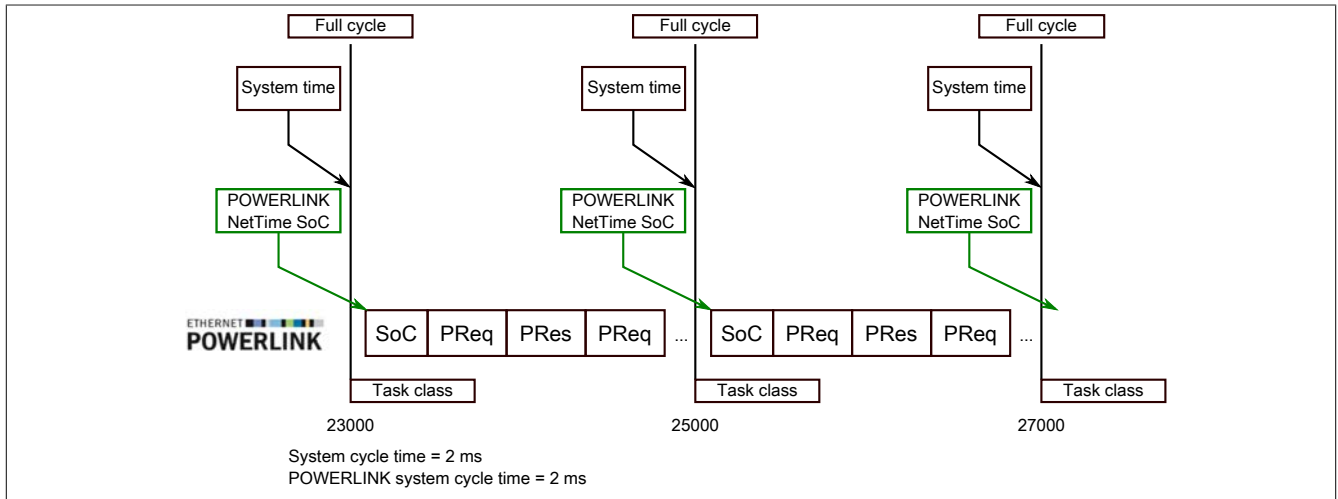 Full cycle
Full cycle
Full cycle
System time
System time
System time
POWERLINK
NetTime SoC
POWERLINK
NetTime SoC
POWERLINK
NetTime SoC
ETHERNET
POWERLINK
SoC PReq PRes PReq ... SoC PReq PRes PReq ...
Task class
Task class
Task class
23000 25000 27000
System cycle time = 2 ms
POWERLINK system cycle time = 2 ms